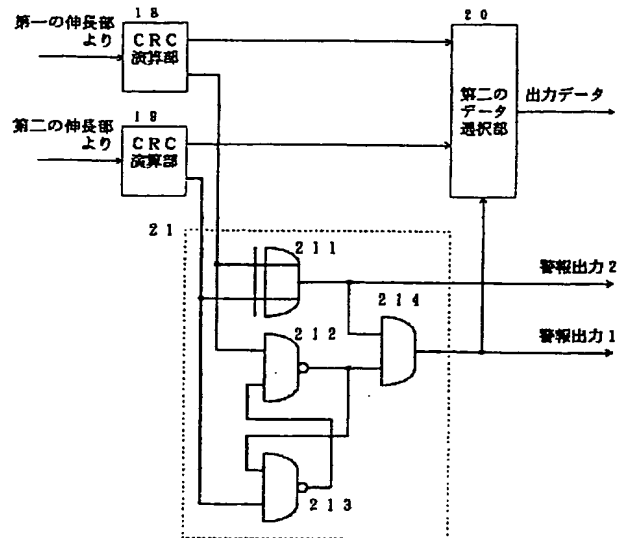 第一の伸長部
より
18
CRC
演算部
20
第二の
データ
選択部
出力データ
第二の伸長部
より
19
CRC
演算部
21
211
警報出力2
214
212
警報出力1
213